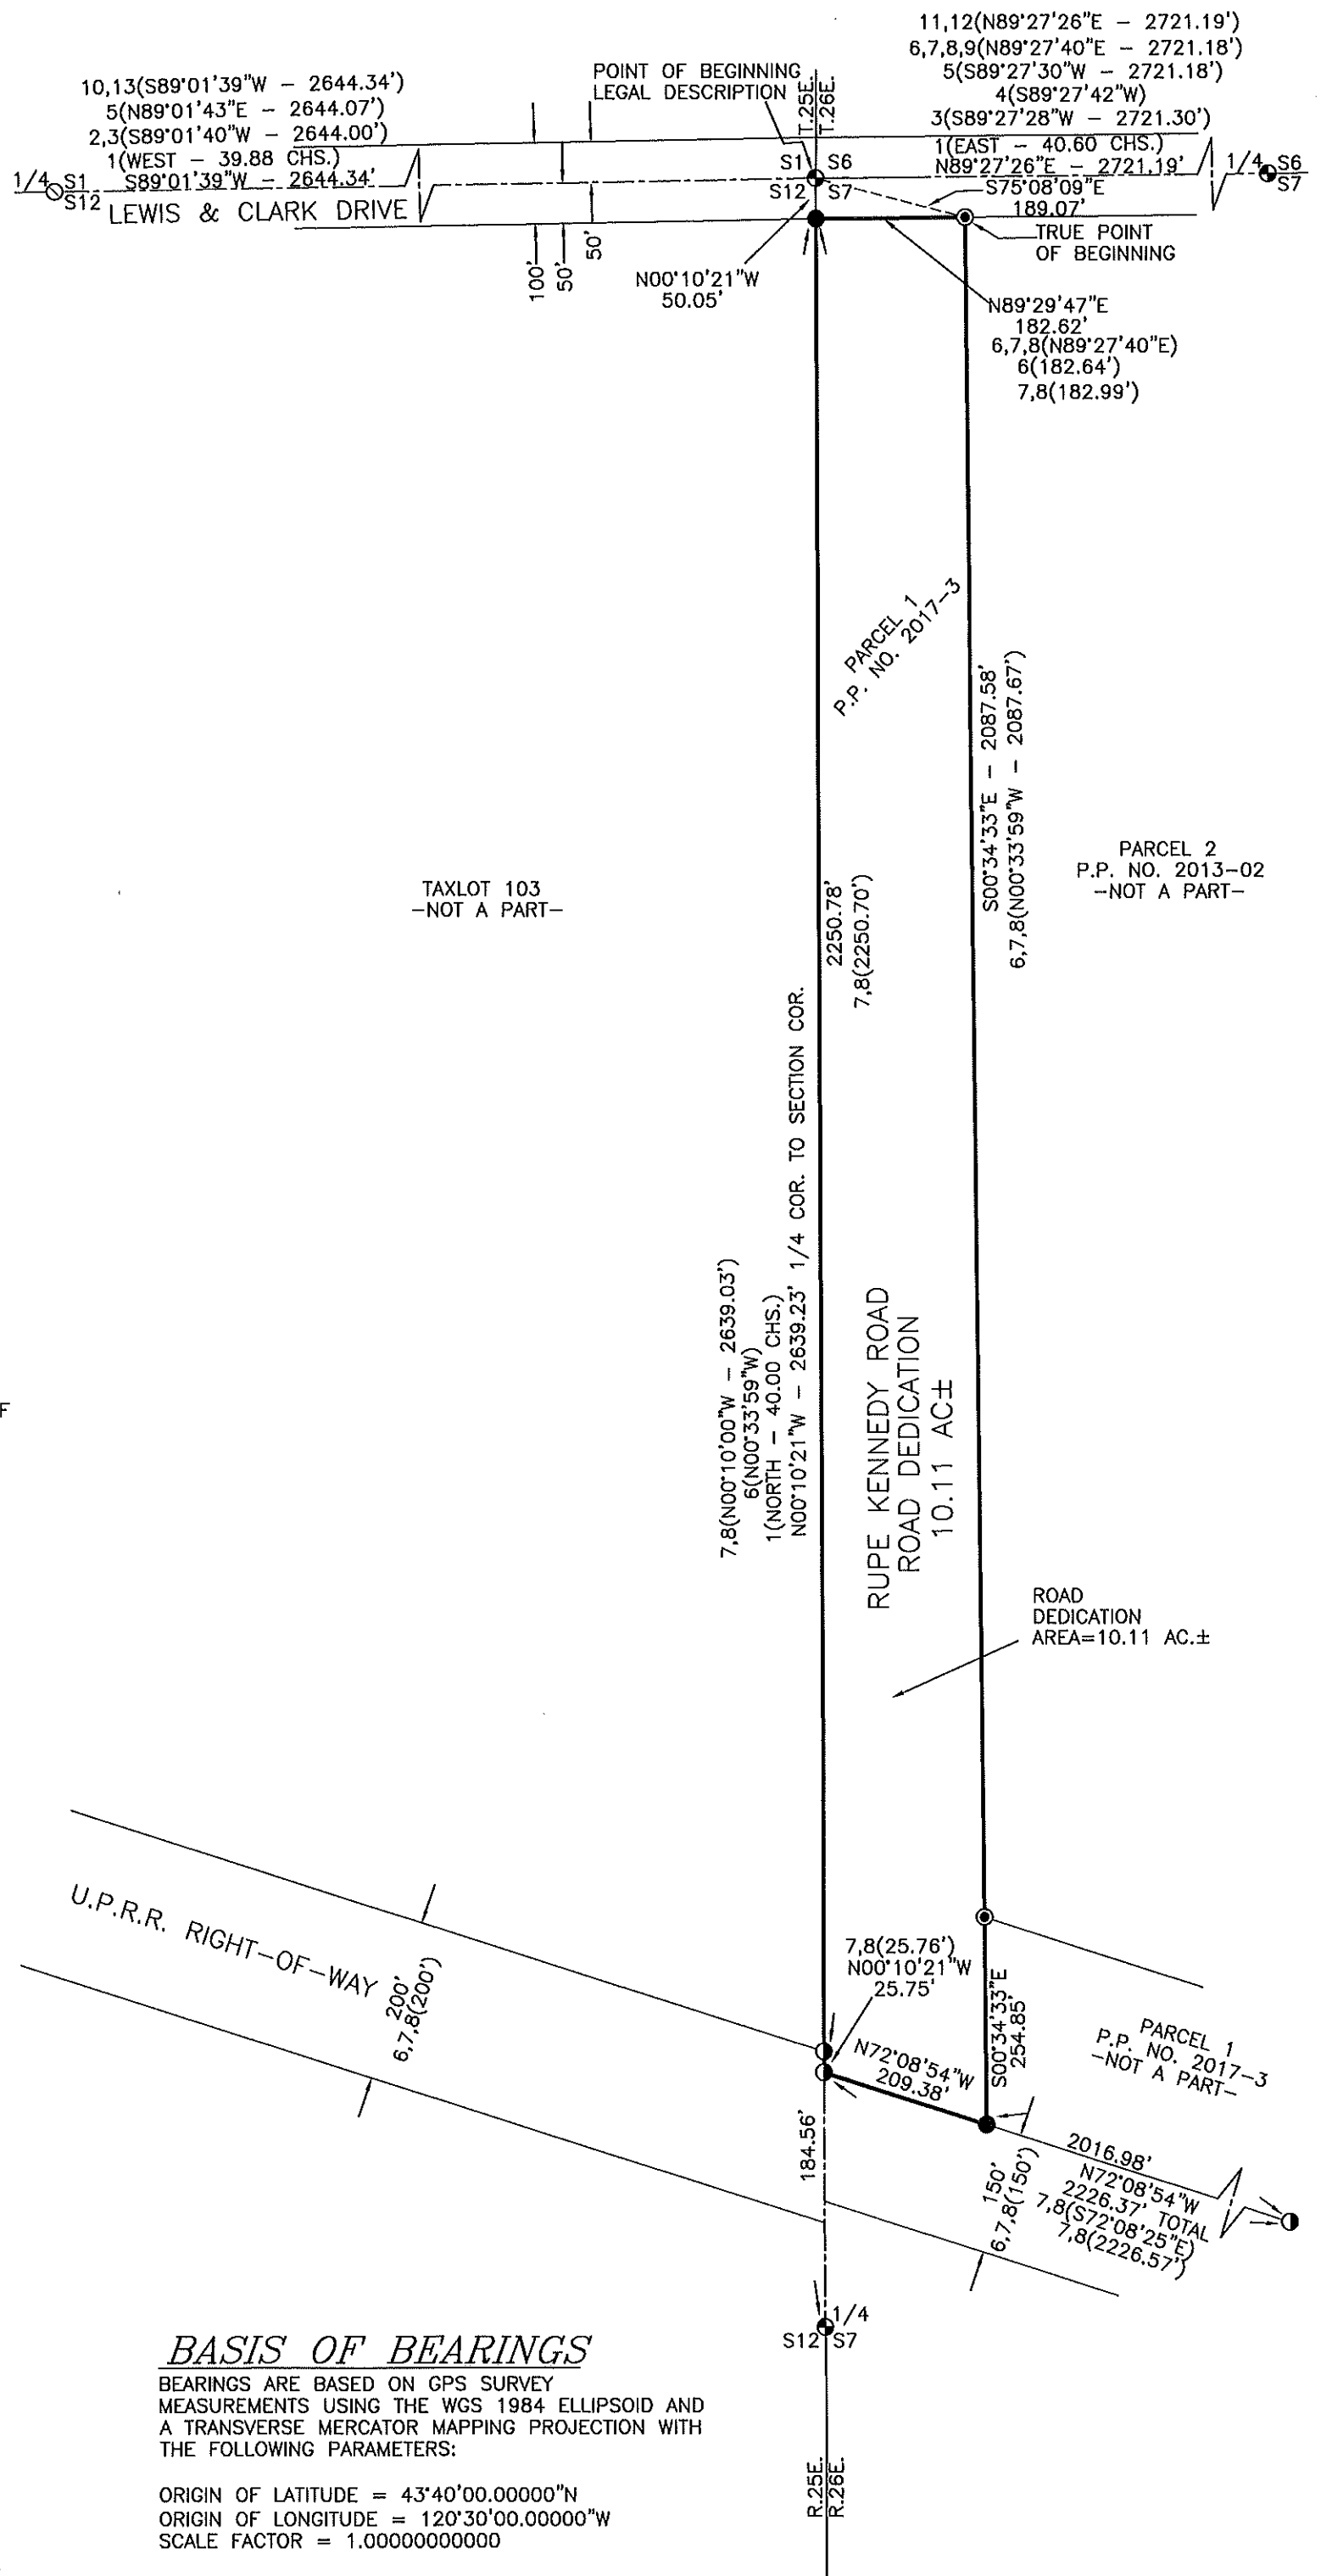 11,12(N89°27'26"E - 2721.19')
6,7,8,9(N89°27'40"E - 2721.18')
5(S89°27'30"W - 2721.18')
4(S89°27'42"W)
3(S89°27'28"W - 2721.30')
1(EAST - 40.60 CHS.)
N89°27'26"E - 2721.19'
10,13(S89°01'39"W - 2644.34')
5(N89°01'43"E - 2644.07')
2,3(S89°01'40"W - 2644.00')
1(WEST - 39.88 CHS.)
S89°01'39"W - 2644.34'
POINT OF BEGINNING
LEGAL DESCRIPTION
T.25E.
T.26E.
1/4 S1
S12
S1 S6
S12 S7
1/4 S6
S7
LEWIS & CLARK DRIVE
S75°08'09"E
189.07'
TRUE POINT
OF BEGINNING
100'
50'
50'
N00°10'21"W
50.05'
N89°29'47"E
182.62'
6,7,8(N89°27'40"E)
6(182.64')
7,8(182.99')
PARCEL 1
P.P. NO. 2017-3
S00°34'33"E - 2087.58'
6,7,8(N00°33'59"W - 2087.67')
PARCEL 2
P.P. NO. 2013-02
-NOT A PART-
TAXLOT 103
-NOT A PART-
2250.78'
7,8(2250.70')
7,8(N00°10'00"W - 2639.03')
6(N00°33'59"W)
1(NORTH - 40.00 CHS.)
N00°10'21"W - 2639.23' 1/4 COR. TO SECTION COR.
RUPE KENNEDY ROAD
ROAD DEDICATION
10.11 AC±
F
ROAD
DEDICATION
AREA=10.11 AC.±
U.P.R.R. RIGHT-OF-WAY
200'
6,7,8(200')
7,8(25.76')
N00°10'21"W
25.75'
N72°08'54"W
209.38'
S00°34'33"E
254.85'
PARCEL 1
P.P. NO. 2017-3
-NOT A PART-
184.56'
150'
6,7,8(150')
2016.98'
N72°08'54"W
2226.37' TOTAL
7,8(S72°08'25"E)
7,8(2226.57')
1/4
S12 S7
BASIS OF BEARINGS
BEARINGS ARE BASED ON GPS SURVEY
MEASUREMENTS USING THE WGS 1984 ELLIPSOID AND
A TRANSVERSE MERCATOR MAPPING PROJECTION WITH
THE FOLLOWING PARAMETERS:
ORIGIN OF LATITUDE = 43°40'00.00000"N
ORIGIN OF LONGITUDE = 120°30'00.00000"W
SCALE FACTOR = 1.00000000000
R.25E.
R.26E.